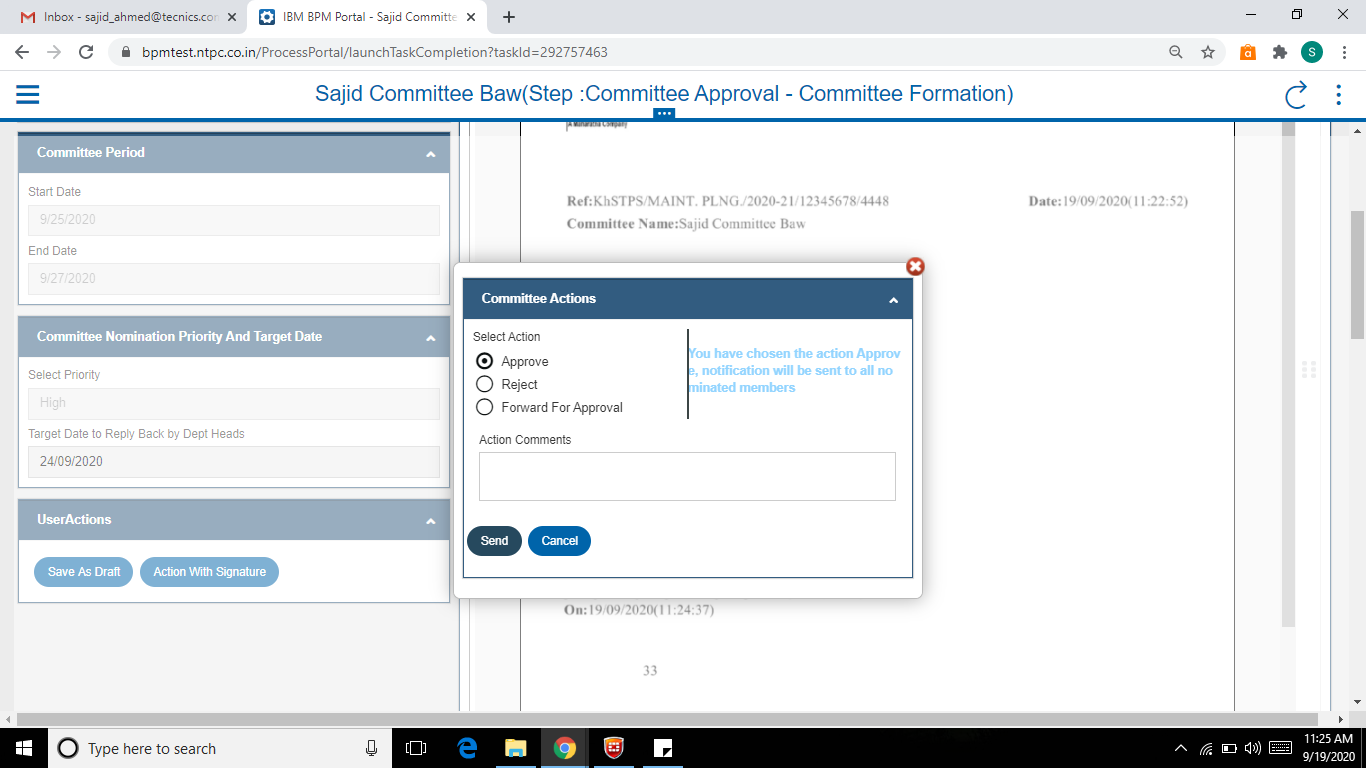 Inbox - sajid_ahmed@tecnics.con
IBM BPM Portal - Sajid Committe
bpmtest.ntpc.co.in/ProcessPortal/launchTaskCompletion?taskId=292757463
S
Sajid Committee Baw(Step :Committee Approval - Committee Formation)
Committee Period
Start Date
9/25/2020
End Date
9/27/2020
Committee Nomination Priority And Target Date
Select Priority
High
Target Date to Reply Back by Dept Heads
24/09/2020
UserActions
Save As Draft
Action With Signature
A Maharatna Company
Ref:KhSTPS/MAINT. PLNG./2020-21/12345678/4448
Date:19/09/2020(11:22:52)
Committee Name:Sajid Committee Baw
Committee Actions
Select Action
Approve
Reject
Forward For Approval
You have chosen the action Approv
e, notification will be sent to all no
minated members
Action Comments
Send
Cancel
On:19/09/2020(11:24:37)
33
Type here to search
11:25 AM
9/19/2020